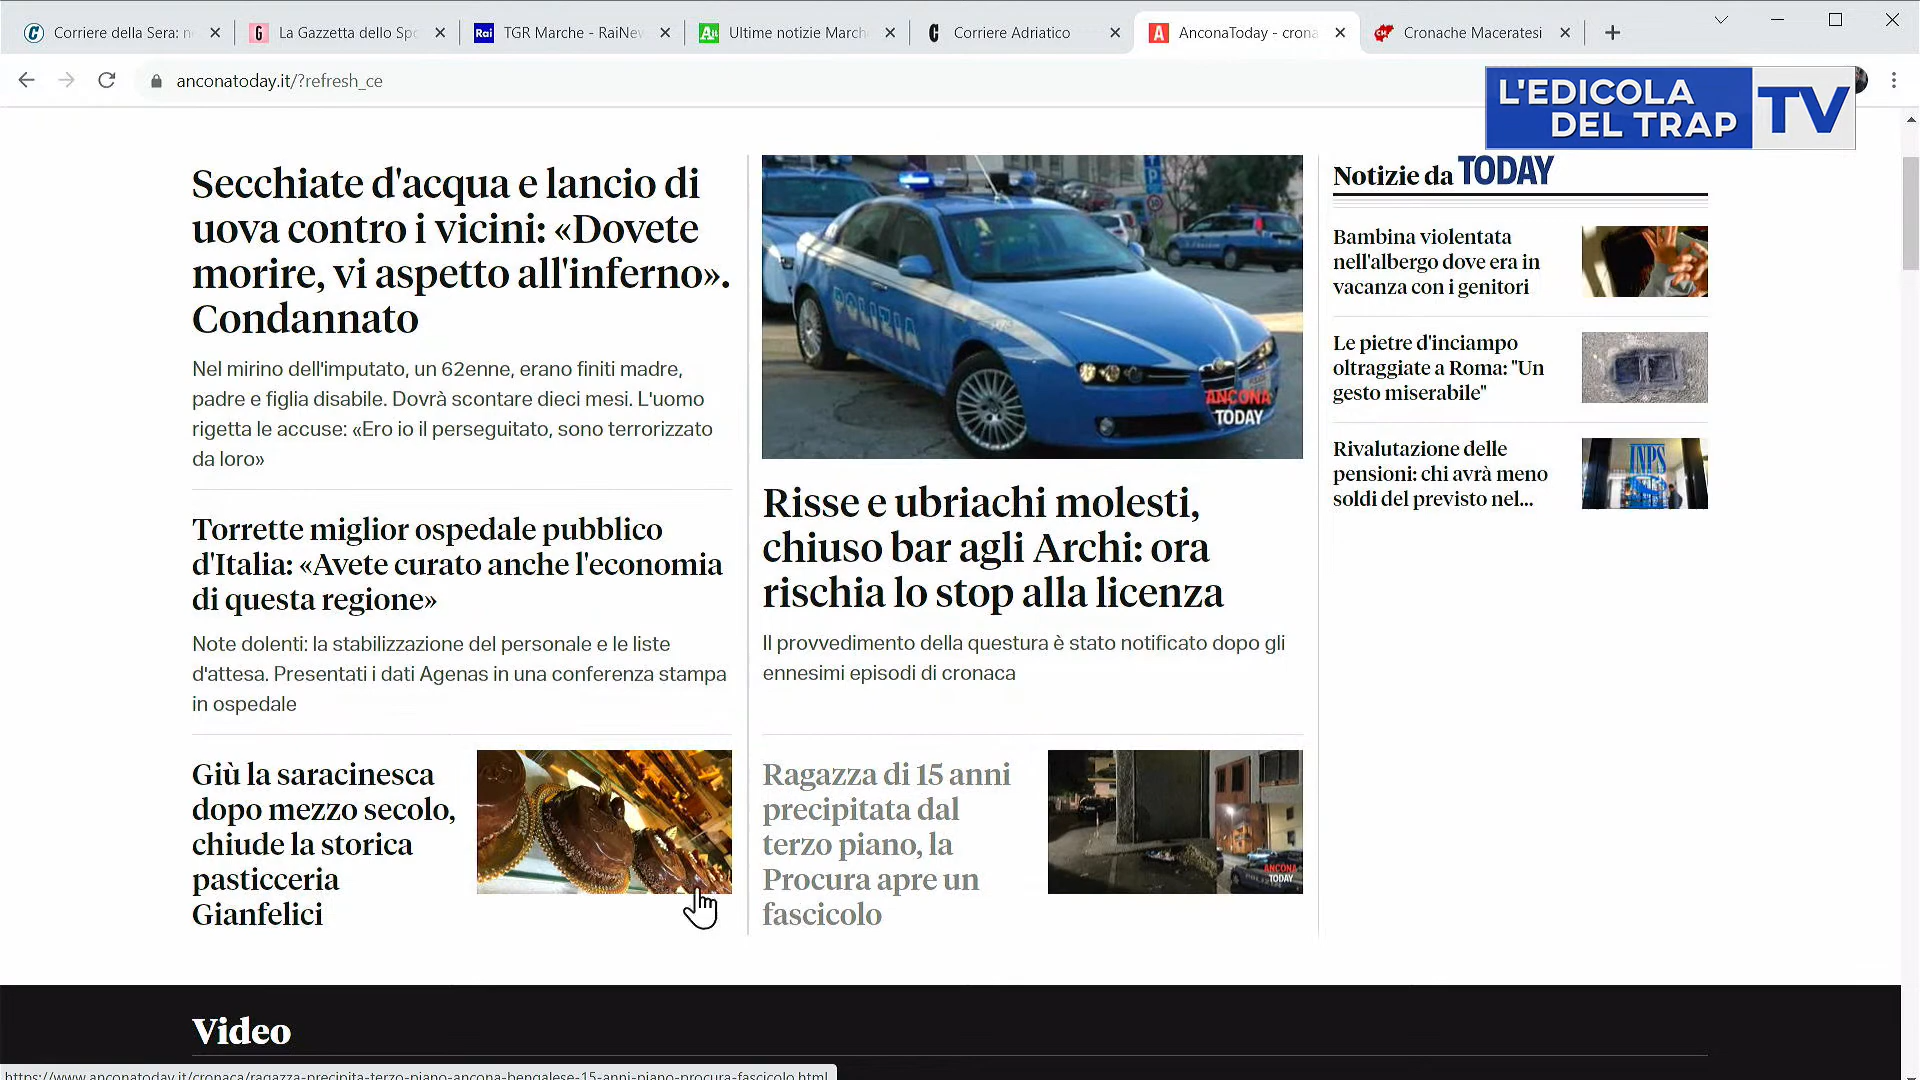 Corriere della Sera: n
La Gazzetta dello Spo
TGR Marche - RaiNew
Ultime notizie March
Corriere Adriatico
AnconaToday - crona
Cronache Maceratesi
anconatoday.it/?refresh_ce
L'EDICOLA
DEL TRAP
TV
Secchiate d'acqua e lancio di
uova contro i vicini: «Dovete
morire, vi aspetto all'inferno».
Condannato
Nel mirino dell'imputato, un 62enne, erano finiti madre,
padre e figlia disabile. Dovrà scontare dieci mesi. L'uomo
rigetta le accuse: «Ero io il perseguitato, sono terrorizzato
da loro»
Torrette miglior ospedale pubblico
d'Italia: «Avete curato anche l'economia
di questa regione»
Note dolenti: la stabilizzazione del personale e le liste
d'attesa. Presentati i dati Agenas in una conferenza stampa
in ospedale
Giù la saracinesca
dopo mezzo secolo,
chiude la storica
pasticceria
Gianfelici
POLIZIA
ANCONA
TODAY
Risse e ubriachi molesti,
chiuso bar agli Archi: ora
rischia lo stop alla licenza
Il provvedimento della questura è stato notificato dopo gli
ennesimi episodi di cronaca
Ragazza di 15 anni
precipitata dal
terzo piano, la
Procura apre un
fascicolo
ANCONA
TODAY
Notizie da TODAY
Bambina violentata
nell'albergo dove era in
vacanza con i genitori
Le pietre d'inciampo
oltraggiate a Roma: "Un
gesto miserabile"
Rivalutazione delle
pensioni: chi avrà meno
soldi del previsto nel...
INPS
Video
https://www.anconatoday.it/cronaca/ragazza-precipita-terzo-piano-ancona-bengalese-15-anni-piano-procura-fascicolo.html